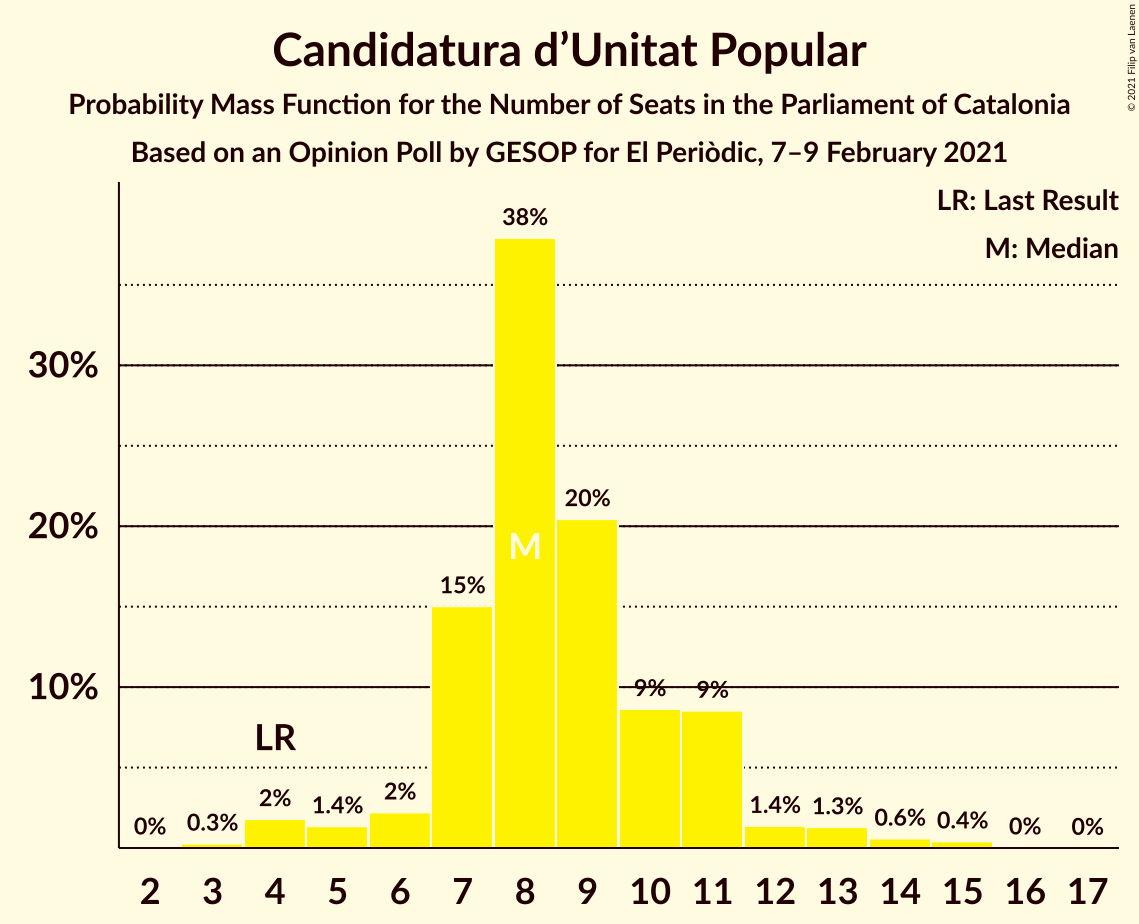 Candidatura d’Unitat Popular
Probability Mass Function for the Number of Seats in the Parliament of Catalonia
Based on an Opinion Poll by GESOP for El Periòdic, 7–9 February 2021
© 2021 Filip van Laenen
LR: Last Result
M: Median
38%
30%
20%
20%
M
15%
10%
9%
9%
LR
0%
0.3%
2%
1.4%
2%
1.4%
1.3%
0.6%
0.4%
0%
0%
2 3 4 5 6 7 8 9 10 11 12 13 14 15 16 17